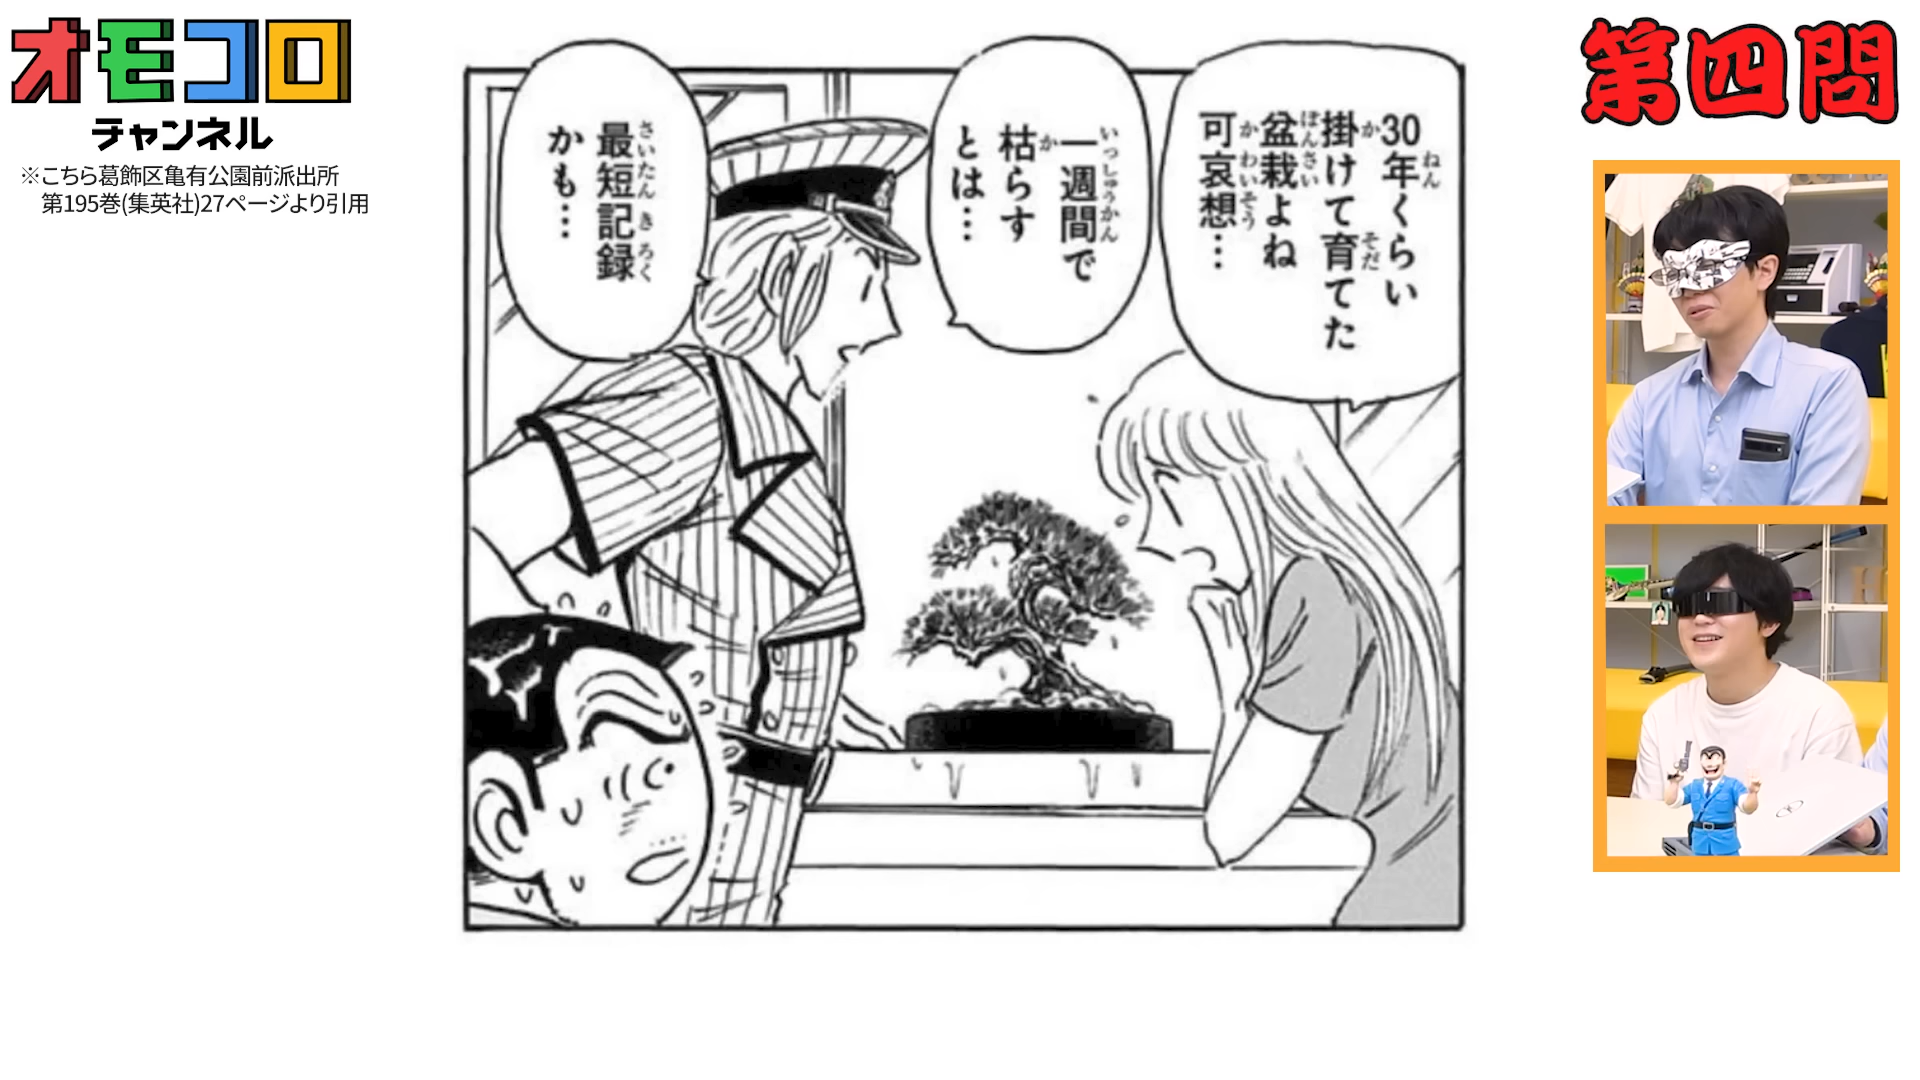 オモコロ
チャンネル
※こちら葛飾区亀有公園前派出所
第195巻(集英社)27ページより引用
第四問
30年くらい
掛けて育てた
盆栽よね
可哀想…
一週間で
枯らす
とは…
最短記録
かも…